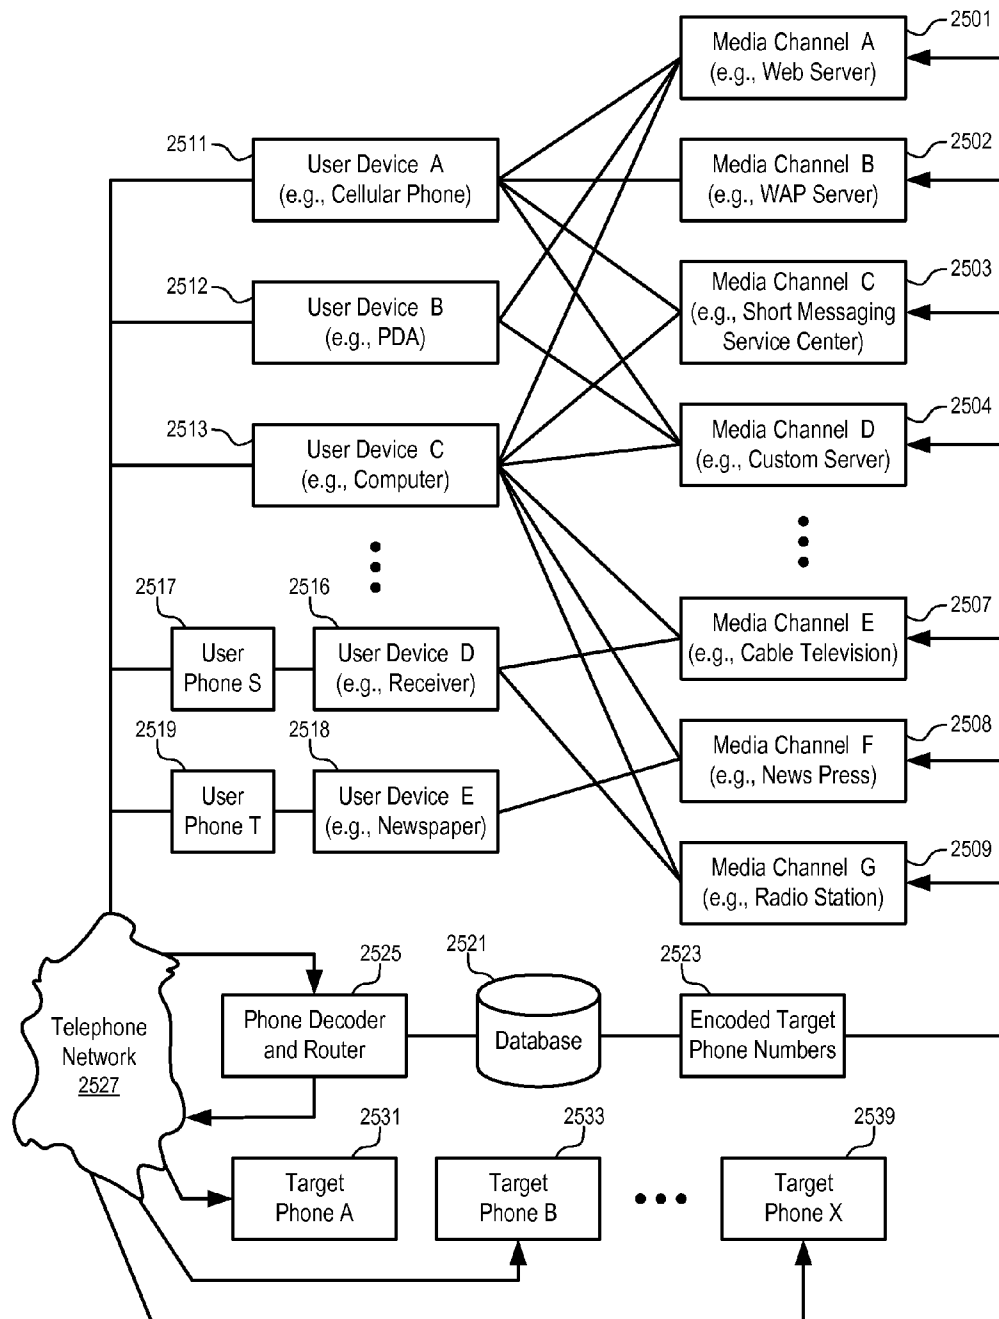 2501
Media Channel A
(e.g., Web Server)
2511
User Device A
(e.g., Cellular Phone)
2502
Media Channel B
(e.g., WAP Server)
2512
User Device B
(e.g., PDA)
2503
Media Channel C
(e.g., Short Messaging
Service Center)
2513
User Device C
(e.g., Computer)
2504
Media Channel D
(e.g., Custom Server)
2517
User
Phone S
2516
User Device D
(e.g., Receiver)
2507
Media Channel E
(e.g., Cable Television)
2519
User
Phone T
2518
User Device E
(e.g., Newspaper)
2508
Media Channel F
(e.g., News Press)
2509
Media Channel G
(e.g., Radio Station)
Telephone
Network
2527
2525
Phone Decoder
and Router
2521
Database
2523
Encoded Target
Phone Numbers
2531
Target
Phone A
2533
Target
Phone B
2539
Target
Phone X